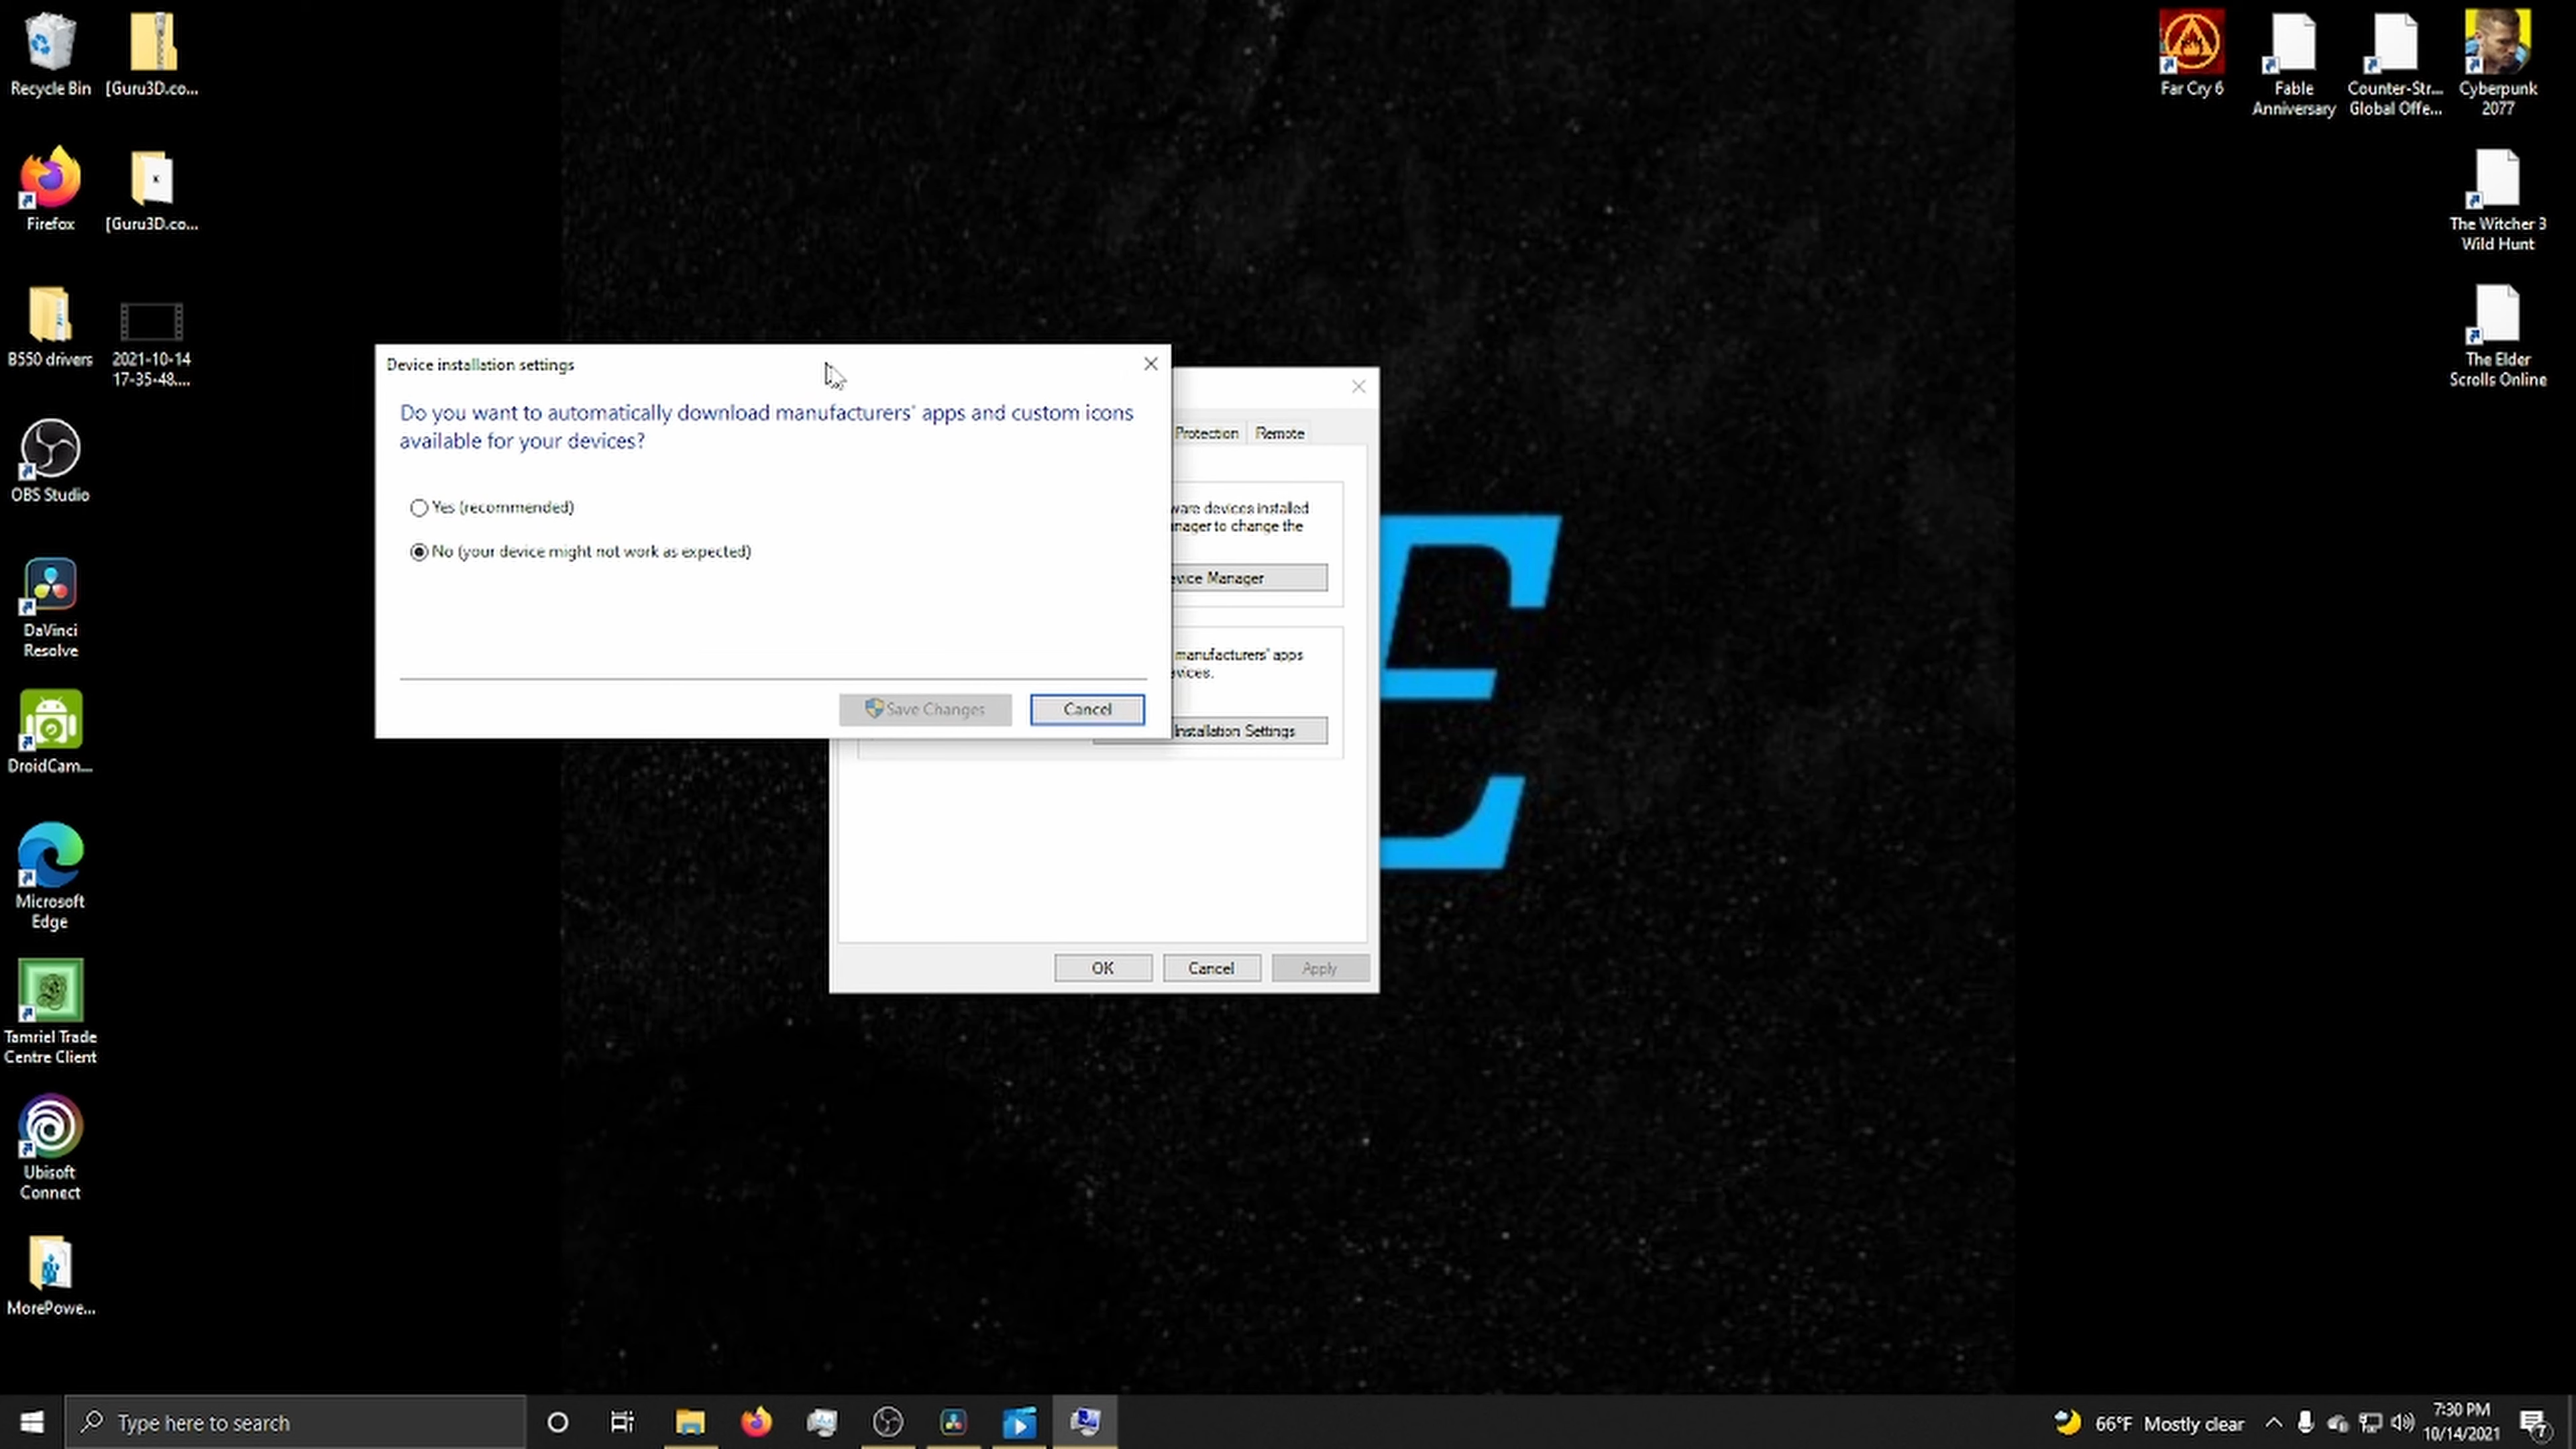 Recycle Bin
[Guru3D.co...
Firefox
[Guru3D.co...
B550 drivers
2021-10-14
17-35-48....
OBS Studio
DaVinci
Resolve
DroidCam...
Microsoft
Edge
Tamriel Trade
Centre Client
Ubisoft
Connect
MorePowe...
Far Cry 6
Fable
Anniversary
Counter-Str...
Global Offe...
Cyberpunk
2077
The Witcher 3
Wild Hunt
The Elder
Scrolls Online
Device installation settings
Do you want to automatically download manufacturers' apps and custom icons
available for your devices?
Yes (recommended)
No (your device might not work as expected)
Save Changes
Cancel
Protection
Remote
ware devices installed
nager to change the
evice Manager
manufacturers' apps
evices.
Installation Settings
OK
Cancel
Apply
E
Type here to search
66°F Mostly clear
7:30 PM
10/14/2021
7